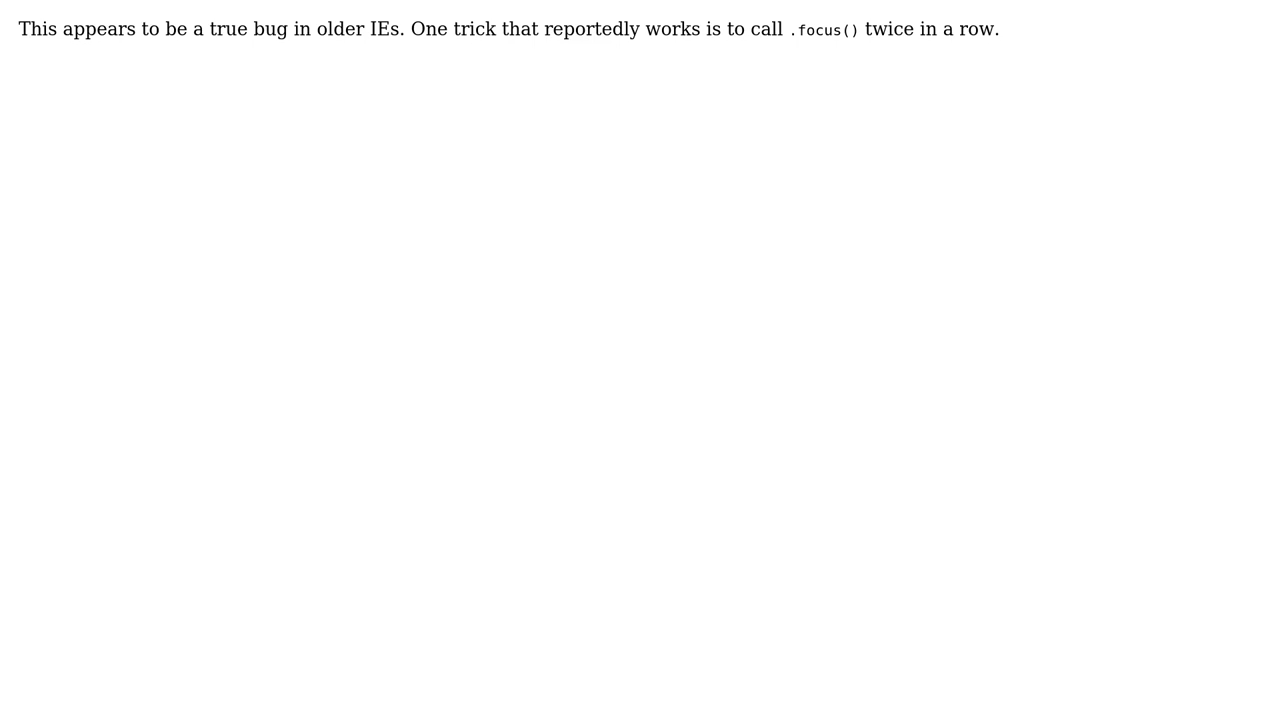 This appears to be a true bug in older IEs. One trick that reportedly works is to call .focus() twice in a row.